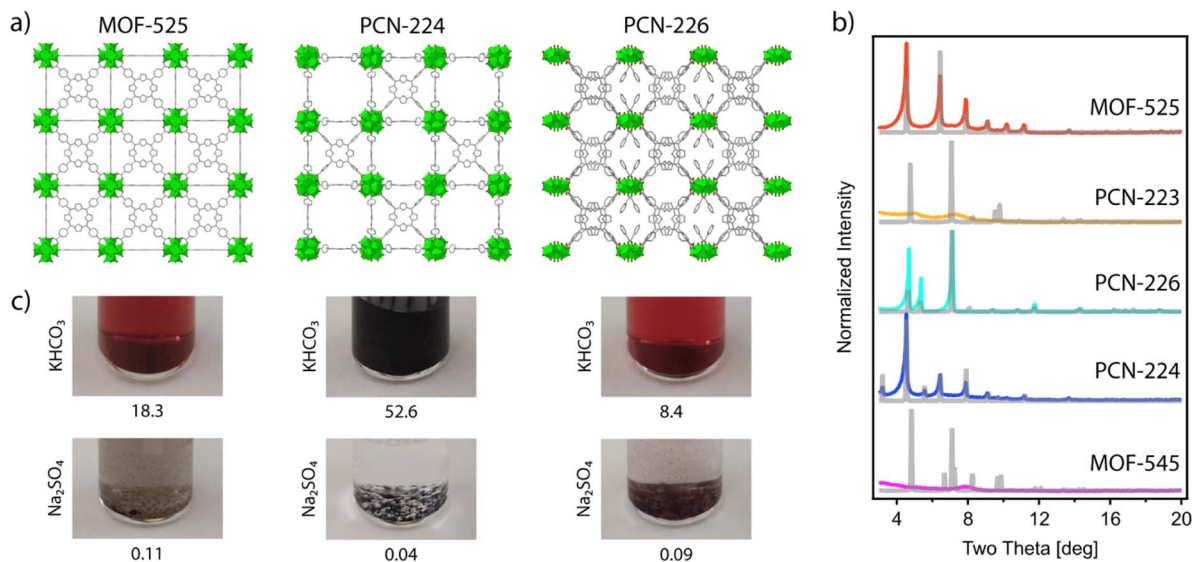 a)
MOF-525
PCN-224
PCN-226
b)
Normalized Intensity
MOF-525
PCN-223
PCN-226
PCN-224
MOF-545
4
8
12
16
20
Two Theta [deg]
c)
KHCO₃
18.3
52.6
KHCO₃
8.4
KHCO₃
Na₂SO₄
0.11
Na₂SO₄
0.04
Na₂SO₄
0.09